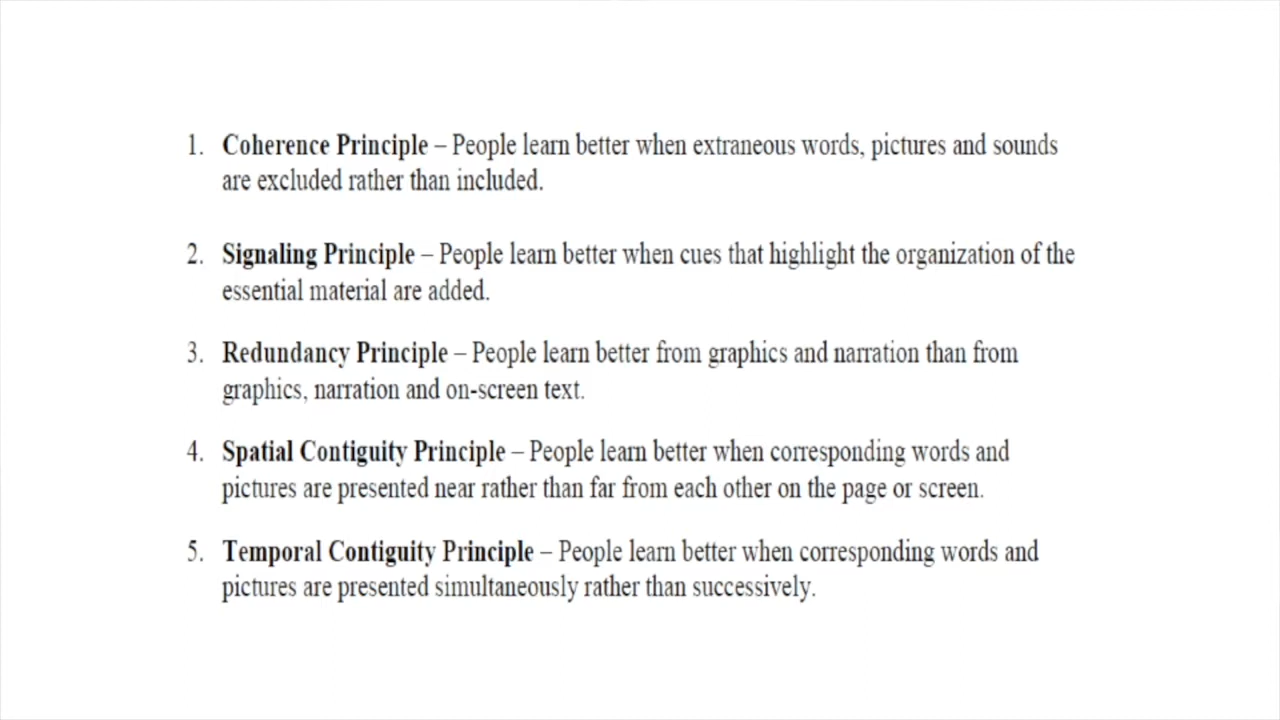 1. Coherence Principle – People learn better when extraneous words, pictures and sounds
are excluded rather than included.
2. Signaling Principle – People learn better when cues that highlight the organization of the
essential material are added.
3. Redundancy Principle – People learn better from graphics and narration than from
graphics, narration and on-screen text.
4. Spatial Contiguity Principle – People learn better when corresponding words and
pictures are presented near rather than far from each other on the page or screen.
5. Temporal Contiguity Principle – People learn better when corresponding words and
pictures are presented simultaneously rather than successively.